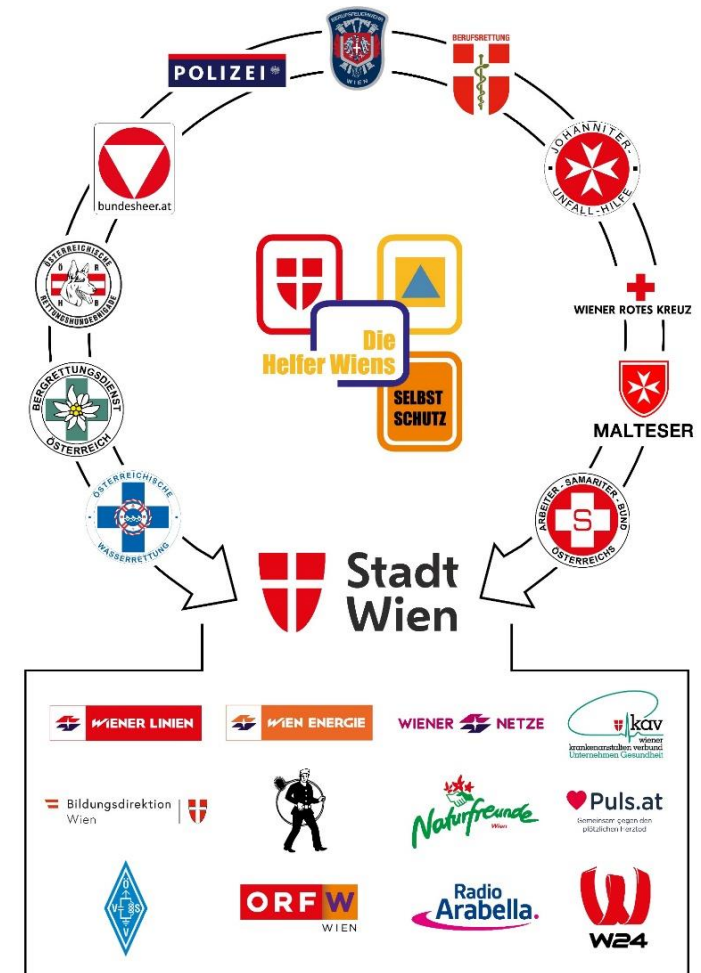 BERUFSFEUERWEHR
WIEN
POLIZEI
BERUFSRETTUNG
bundesheer.at
JOHANNITER-
UNFALL-HILFE
ÖSTERREICHISCHE
Ö R
H B
RETTUNGSHUNDEBRIGADE
WIENER ROTES KREUZ
Die
Helfer Wiens
SELBST
SCHUTZ
BERGRETTUNGSDIENST
ÖSTERREICH
MALTESER
ÖSTERREICHISCHE
WASSERRETTUNG
ARBEITER-SAMARITER-BUND
S
ÖSTERREICHS
Stadt
Wien
WIENER LINIEN
WIEN ENERGIE
WIENER NETZE
kav
wiener
krankenanstalten verbund
Unternehmen Gesundheit
Bildungsdirektion
Wien
Naturfreunde
Wien
Puls.at
Gemeinsam gegen den
plötzlichen Herztod
Ö
V S
V
ORF W
WIEN
Radio
Arabella.
W24